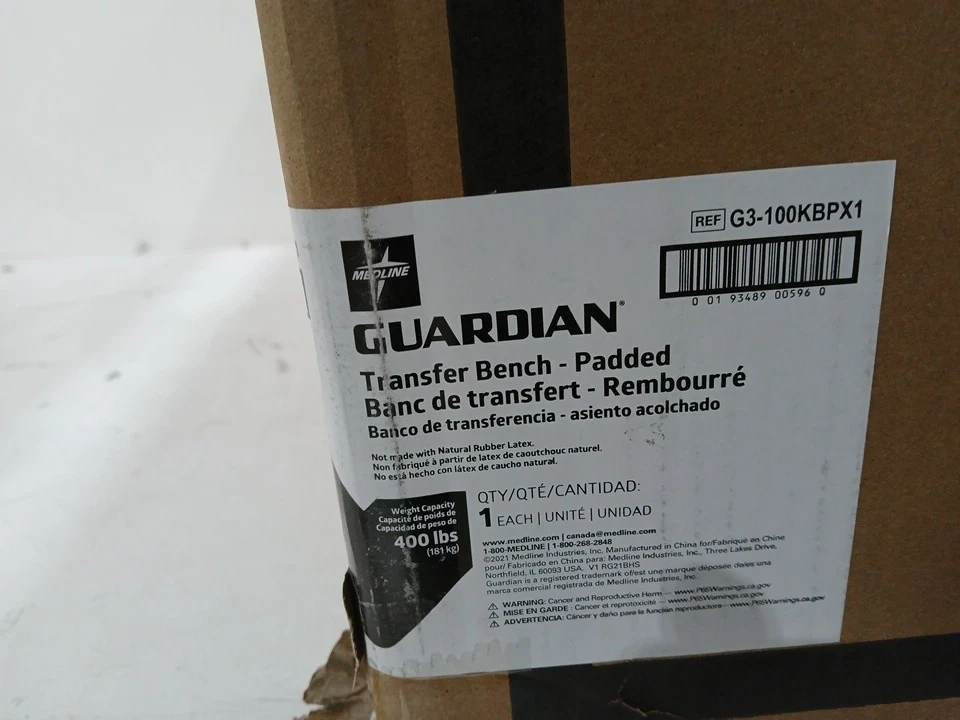 REF G3-100KBPX1
0 01 93489 00596 0
MEDLINE
GUARDIAN®
Transfer Bench - Padded
Banc de transfert - Rembourré
Banco de transferencia - asiento acolchado
Not made with Natural Rubber Latex.
Non fabriqué à partir de latex de caoutchouc naturel.
No está hecho con látex de caucho natural.
Weight Capacity
Capacité de poids de
Capacidad de peso de
400 lbs
(181 kg)
QTY/QTÉ/CANTIDAD:
1 EACH | UNITÉ | UNIDAD
www.medline.com | canada@medline.com
1-800-MEDLINE | 1-800-268-2848
©2021 Medline Industries, Inc. Manufactured in China for/Fabriqué en Chine
pour/ Fabricado en China para: Medline Industries, Inc., Three Lakes Drive,
Northfield, IL 60093 USA. V1 RG21BHS
Guardian is a registered trademark of/est une marque déposée de/es una
marca comercial registrada de Medline Industries, Inc.
⚠ WARNING: Cancer and Reproductive Harm — www.P65Warnings.ca.gov
⚠ MISE EN GARDE : Cancer et reprotoxicité — www.P65Warnings.ca.gov
⚠ ADVERTENCIA: Cáncer y daño para la función reproductora—www.P65Warnings.ca.gov